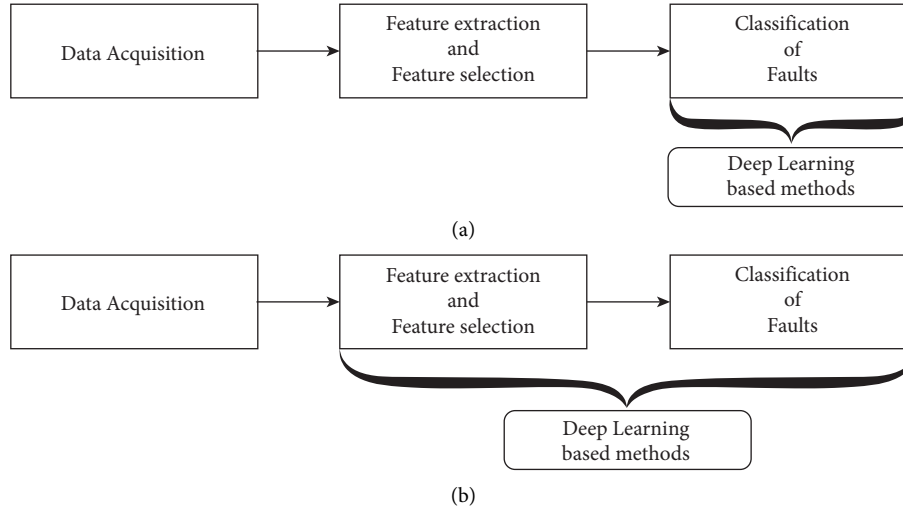 Data Acquisition
Feature extraction
and
Feature selection
Classification
of
Faults
Deep Learning
based methods
(a)
Data Acquisition
Feature extraction
and
Feature selection
Classification
of
Faults
Deep Learning
based methods
(b)